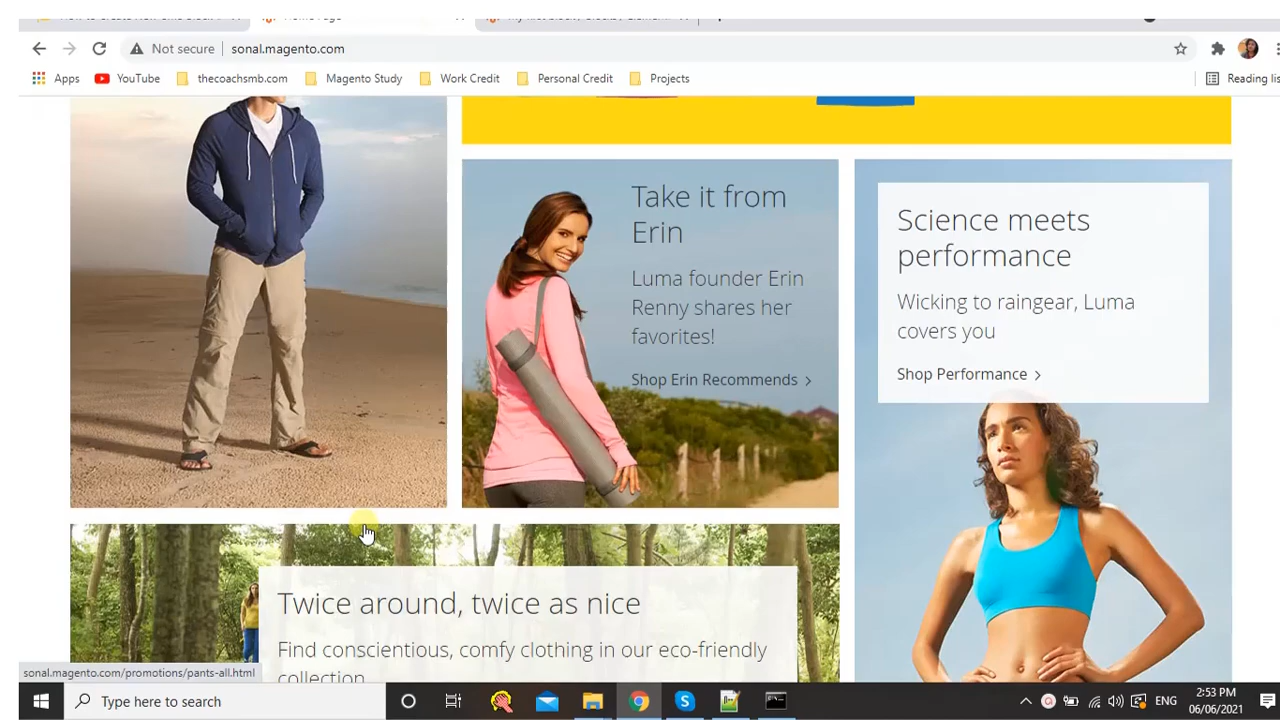 Not secure
sonal.magento.com
Apps
YouTube
thecoachsmb.com
Magento Study
Work Credit
Personal Credit
Projects
Reading lis
Take it from
Erin
Luma founder Erin
Renny shares her
favorites!
Shop Erin Recommends
Science meets
performance
Wicking to raingear, Luma
covers you
Shop Performance
Twice around, twice as nice
Find conscientious, comfy clothing in our eco-friendly
collection
sonal.magento.com/promotions/pants-all.html
Type here to search
ENG
2:53 PM
06/06/2021